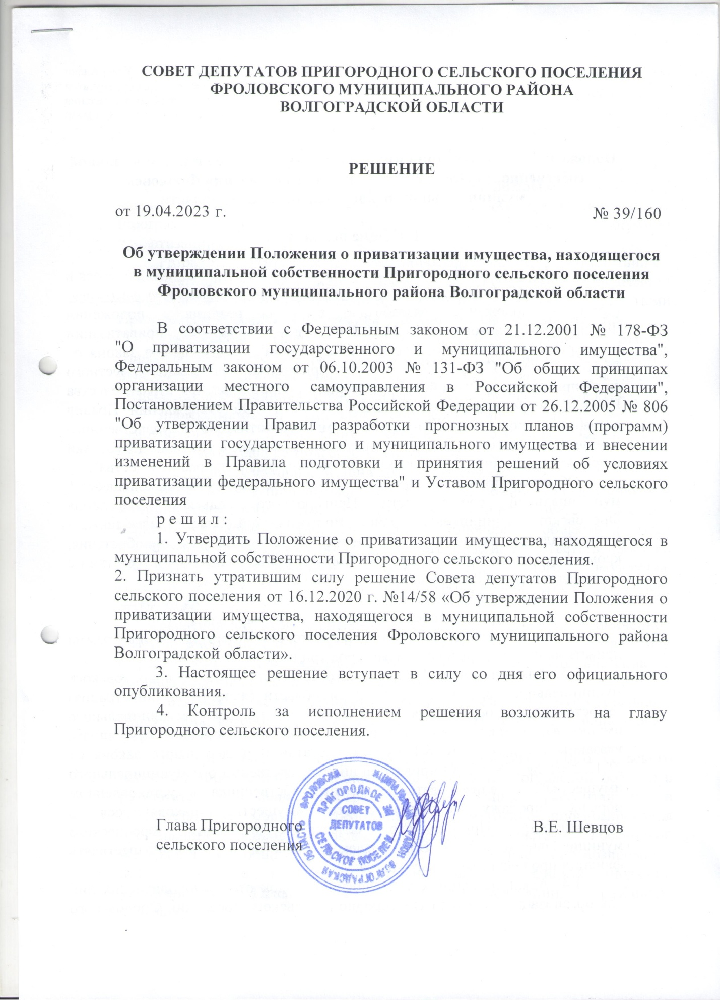 СОВЕТ ДЕПУТАТОВ ПРИГОРОДНОГО СЕЛЬСКОГО ПОСЕЛЕНИЯ
ФРОЛОВСКОГО МУНИЦИПАЛЬНОГО РАЙОНА
ВОЛГОГРАДСКОЙ ОБЛАСТИ
РЕШЕНИЕ
от 19.04.2023 г. № 39/160
Об утверждении Положения о приватизации имущества, находящегося
в муниципальной собственности Пригородного сельского поселения
Фроловского муниципального района Волгоградской области
В соответствии с Федеральным законом от 21.12.2001 № 178-ФЗ
"О приватизации государственного и муниципального имущества",
Федеральным законом от 06.10.2003 № 131-ФЗ "Об общих принципах
организации местного самоуправления в Российской Федерации",
Постановлением Правительства Российской Федерации от 26.12.2005 № 806
"Об утверждении Правил разработки прогнозных планов (программ)
приватизации государственного и муниципального имущества и внесении
изменений в Правила подготовки и принятия решений об условиях
приватизации федерального имущества" и Уставом Пригородного сельского
поселения
р е ш и л :
1. Утвердить Положение о приватизации имущества, находящегося в
муниципальной собственности Пригородного сельского поселения.
2. Признать утратившим силу решение Совета депутатов Пригородного
сельского поселения от 16.12.2020 г. №14/58 «Об утверждении Положения о
приватизации имущества, находящегося в муниципальной собственности
Пригородного сельского поселения Фроловского муниципального района
Волгоградской области».
3. Настоящее решение вступает в силу со дня его официального
опубликования.
4. Контроль за исполнением решения возложить на главу
Пригородного сельского поселения.
Глава Пригородного В.Е. Шевцов
сельского поселения
СОВЕТ
ДЕПУТАТОВ
ПРИГОРОДНОЕ
СЕЛЬСКОЕ
ФРОЛОВСКИЙ
РАЙОН
ВОЛГОГРАДСКАЯ